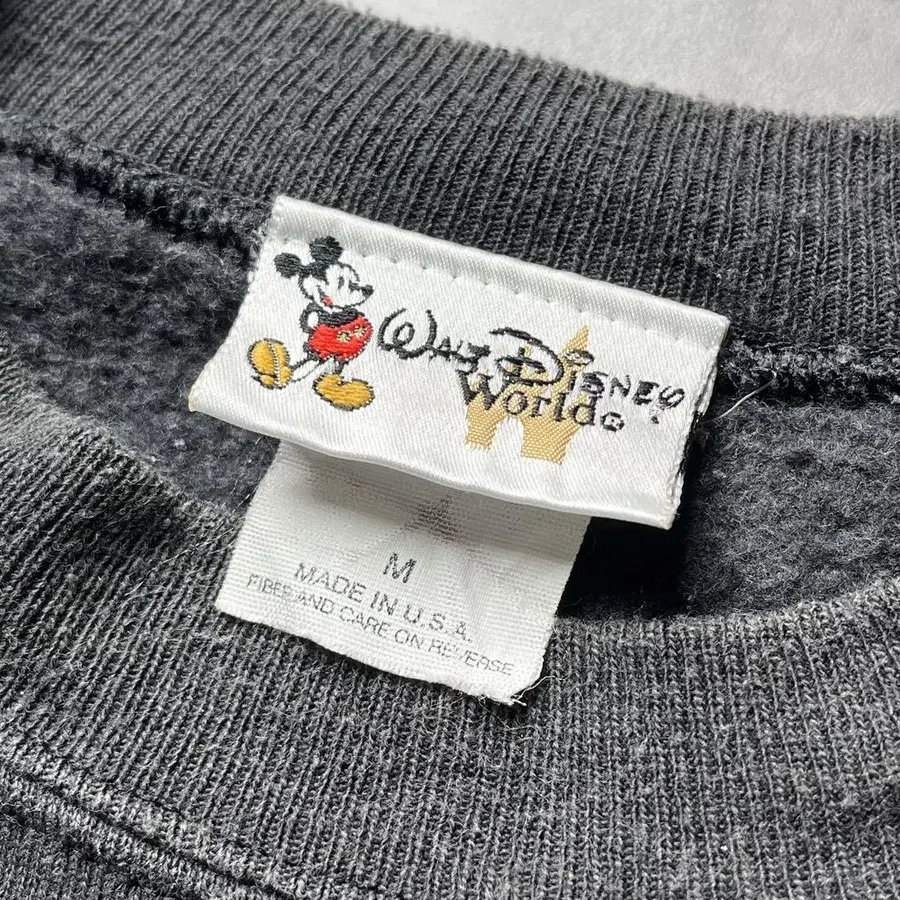 Walt Disney
World
M
MADE IN U.S.A.
FIBER AND CARE ON REVERSE